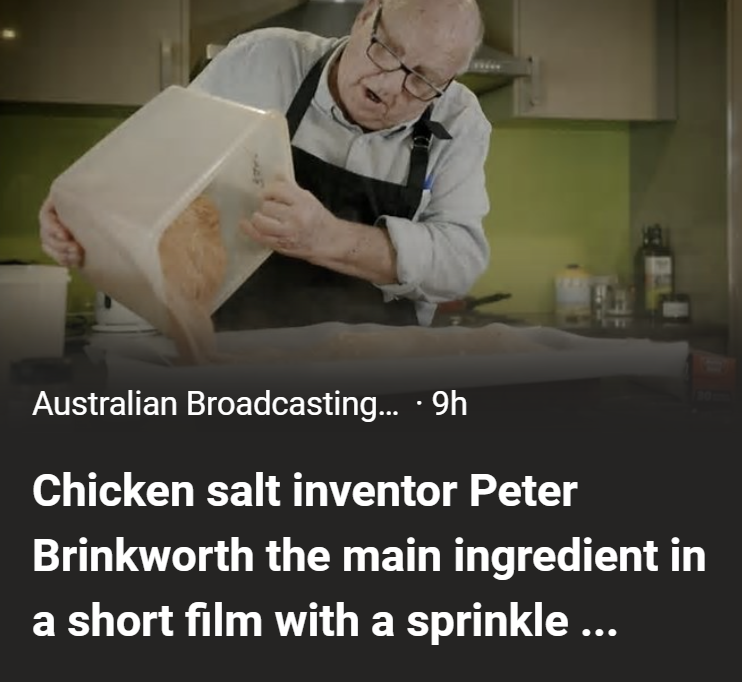 Australian Broadcasting... · 9h
Chicken salt inventor Peter
Brinkworth the main ingredient in
a short film with a sprinkle ...